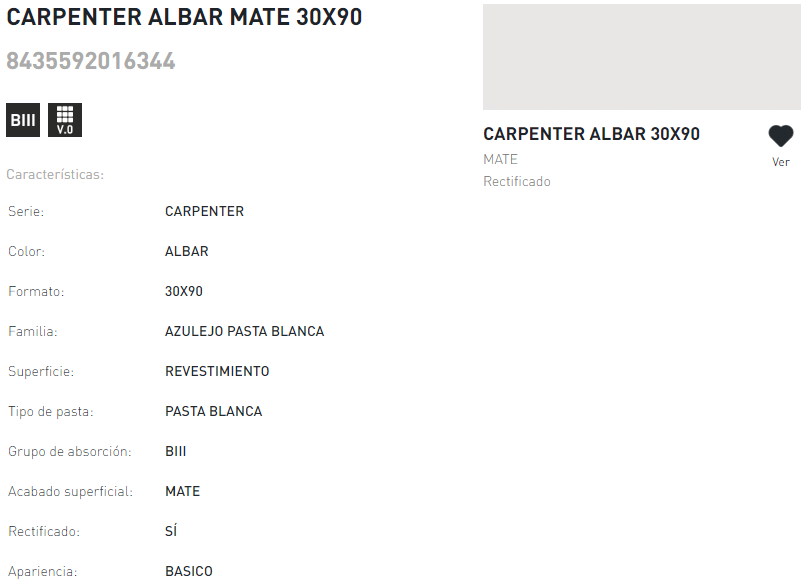 CARPENTER ALBAR MATE 30X90
8435592016344
BIII
V.0
Características:
Serie: CARPENTER
Color: ALBAR
Formato: 30X90
Familia: AZULEJO PASTA BLANCA
Superficie: REVESTIMIENTO
Tipo de pasta: PASTA BLANCA
Grupo de absorción: BIII
Acabado superficial: MATE
Rectificado: SÍ
Apariencia: BASICO
CARPENTER ALBAR 30X90
MATE
Rectificado
Ver